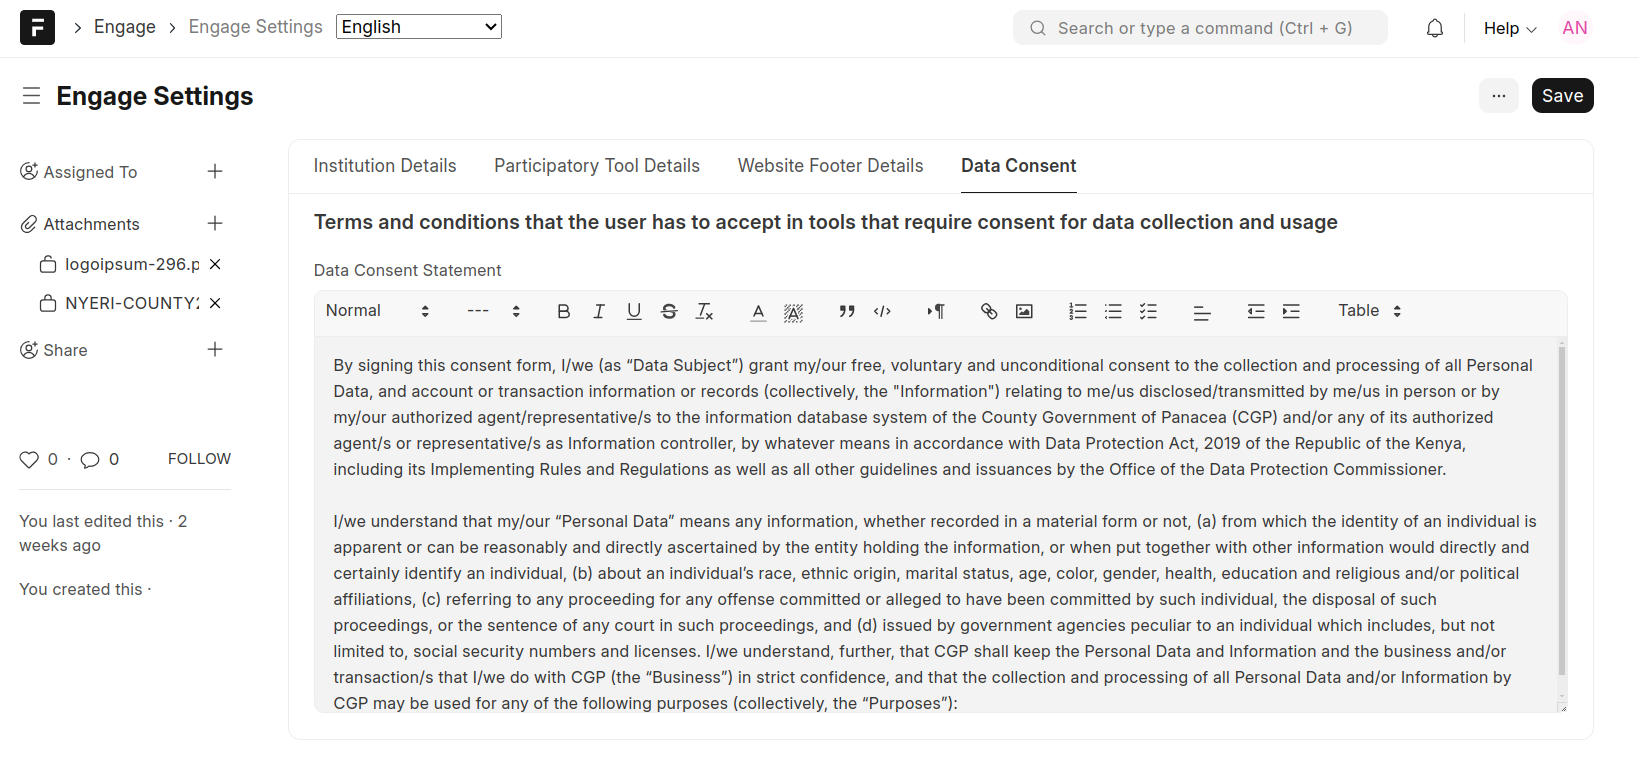 Engage
Engage Settings
English
Search or type a command (Ctrl + G)
Help
AN
Engage Settings
...
Save
Assigned To
Attachments
logoipsum-296.p
NYERI-COUNTY
Share
0 · 0
FOLLOW
You last edited this · 2
weeks ago
You created this ·
Institution Details
Participatory Tool Details
Website Footer Details
Data Consent
Terms and conditions that the user has to accept in tools that require consent for data collection and usage
Data Consent Statement
Normal
---
Table
By signing this consent form, I/we (as “Data Subject”) grant my/our free, voluntary and unconditional consent to the collection and processing of all Personal
Data, and account or transaction information or records (collectively, the "Information") relating to me/us disclosed/transmitted by me/us in person or by
my/our authorized agent/representative/s to the information database system of the County Government of Panacea (CGP) and/or any of its authorized
agent/s or representative/s as Information controller, by whatever means in accordance with Data Protection Act, 2019 of the Republic of the Kenya,
including its Implementing Rules and Regulations as well as all other guidelines and issuances by the Office of the Data Protection Commissioner.
I/we understand that my/our “Personal Data” means any information, whether recorded in a material form or not, (a) from which the identity of an individual is
apparent or can be reasonably and directly ascertained by the entity holding the information, or when put together with other information would directly and
certainly identify an individual, (b) about an individual’s race, ethnic origin, marital status, age, color, gender, health, education and religious and/or political
affiliations, (c) referring to any proceeding for any offense committed or alleged to have been committed by such individual, the disposal of such
proceedings, or the sentence of any court in such proceedings, and (d) issued by government agencies peculiar to an individual which includes, but not
limited to, social security numbers and licenses. I/we understand, further, that CGP shall keep the Personal Data and Information and the business and/or
transaction/s that I/we do with CGP (the “Business”) in strict confidence, and that the collection and processing of all Personal Data and/or Information by
CGP may be used for any of the following purposes (collectively, the “Purposes”):